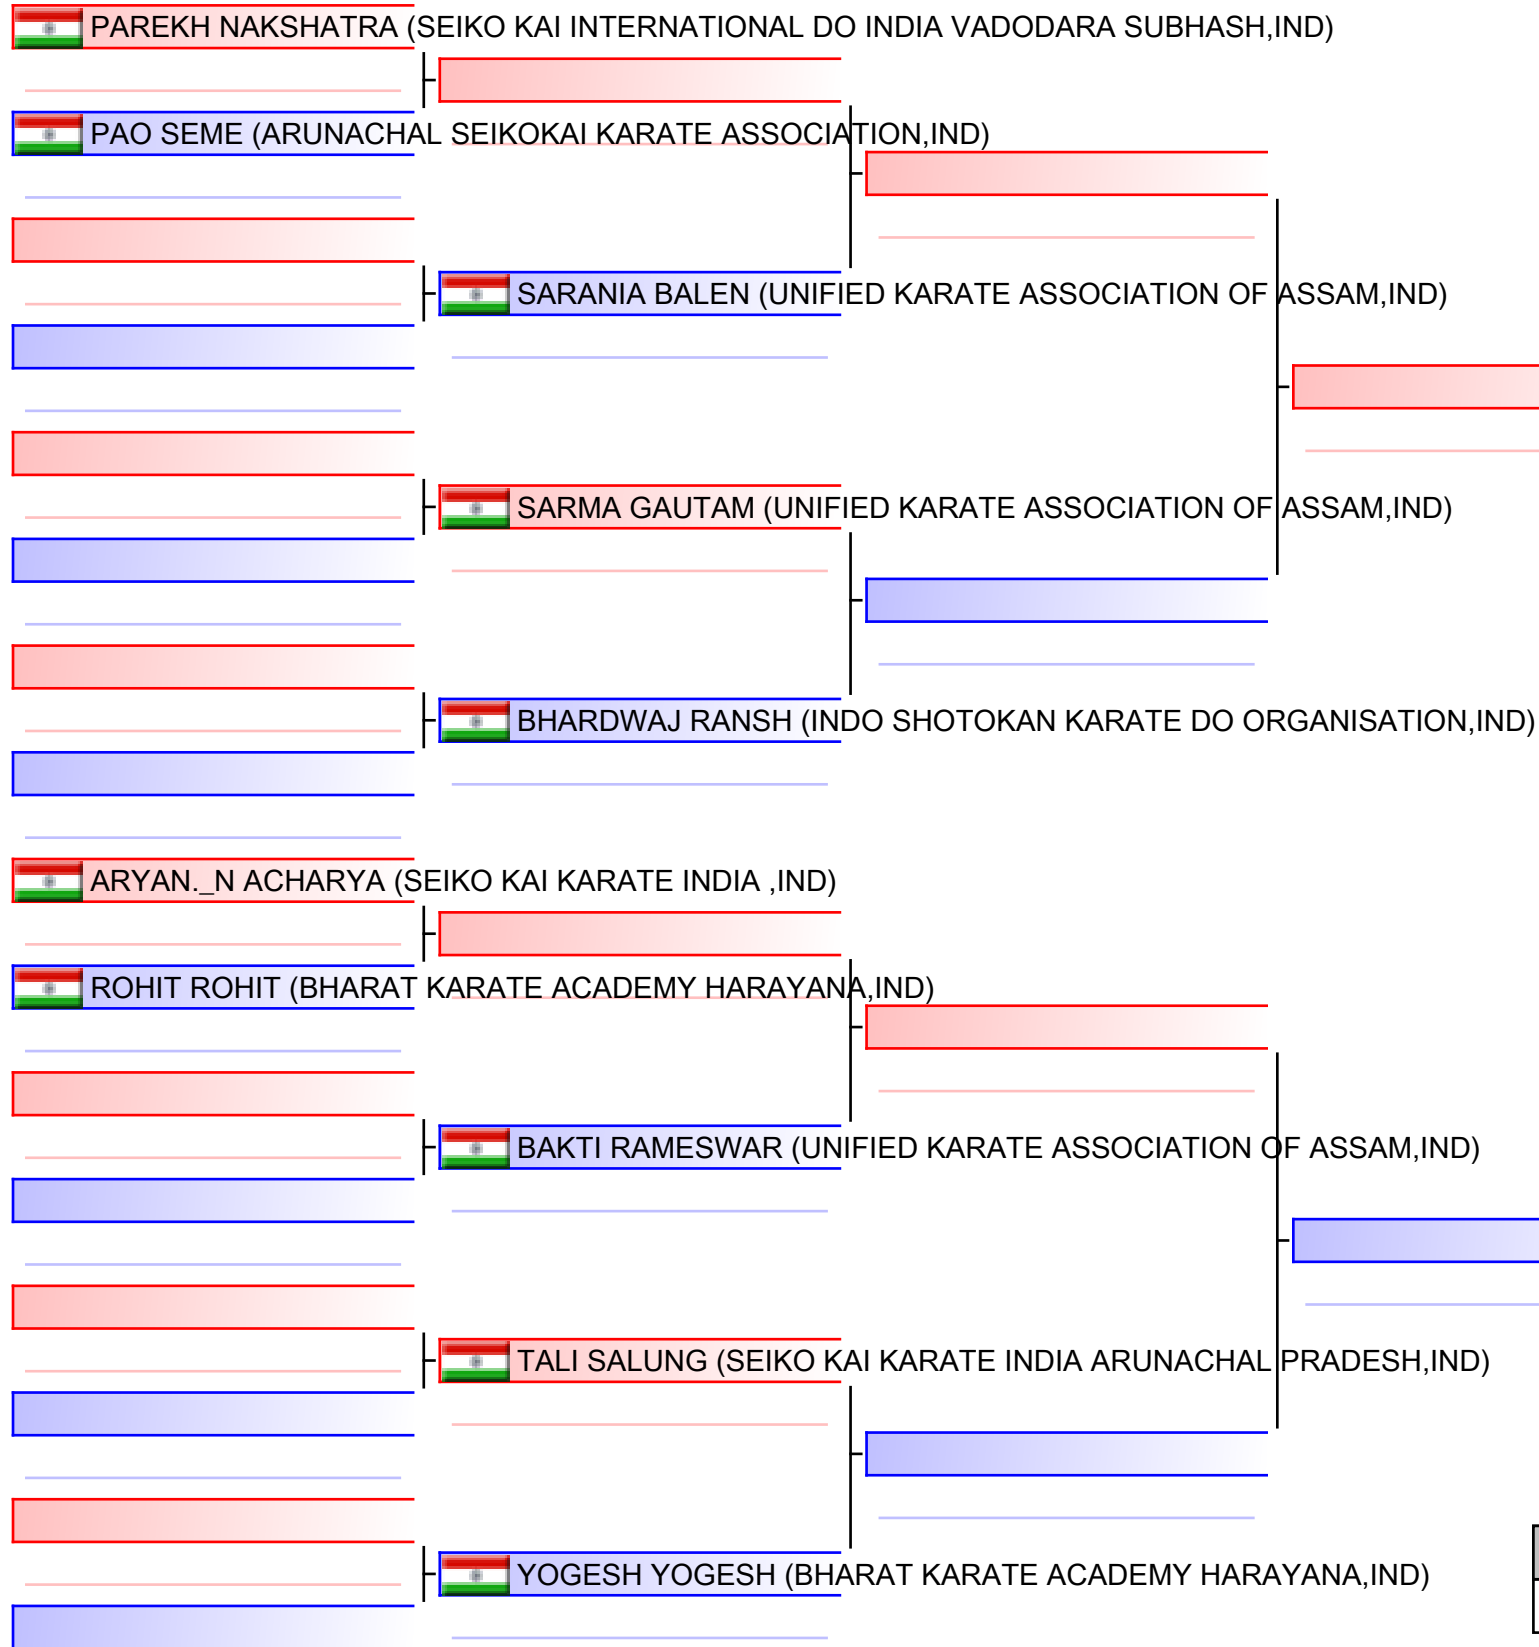 PAREKH NAKSHATRA (SEIKO KAI INTERNATIONAL DO INDIA VADODARA SUBHASH,IND)
PAO SEME (ARUNACHAL SEIKOKAI KARATE ASSOCIATION,IND)
SARANIA BALEN (UNIFIED KARATE ASSOCIATION OF ASSAM,IND)
SARMA GAUTAM (UNIFIED KARATE ASSOCIATION OF ASSAM,IND)
BHARDWAJ RANSH (INDO SHOTOKAN KARATE DO ORGANISATION,IND)
ARYAN._N ACHARYA (SEIKO KAI KARATE INDIA ,IND)
ROHIT ROHIT (BHARAT KARATE ACADEMY HARAYANA,IND)
BAKTI RAMESWAR (UNIFIED KARATE ASSOCIATION OF ASSAM,IND)
TALI SALUNG (SEIKO KAI KARATE INDIA ARUNACHAL PRADESH,IND)
YOGESH YOGESH (BHARAT KARATE ACADEMY HARAYANA,IND)